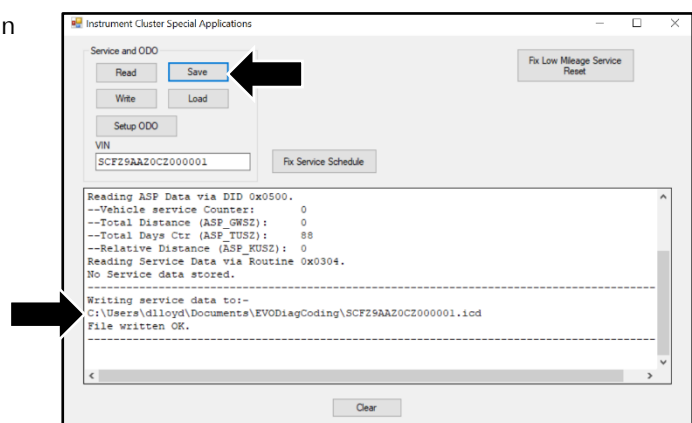 n
Instrument Cluster Special Applications
Service and ODO
Read
Save
Fix Low Mileage Service
Reset
Write
Load
Setup ODO
VIN
SCFZ9AAZ0CZ000001
Fix Service Schedule
Reading ASP Data via DID 0x0500.
--Vehicle service Counter: 0
--Total Distance (ASP_GWSZ): 0
--Total Days Ctr (ASP_TUSZ): 88
--Relative Distance (ASP_KUSZ): 0
Reading Service Data via Routine 0x0304.
No Service data stored.
--------------------------------------------------------------------------------
Writing service data to:-
C:\Users\dlloyd\Documents\EVODiagCoding\SCFZ9AAZ0CZ000001.icd
File written OK.
--------------------------------------------------------------------------------
Clear